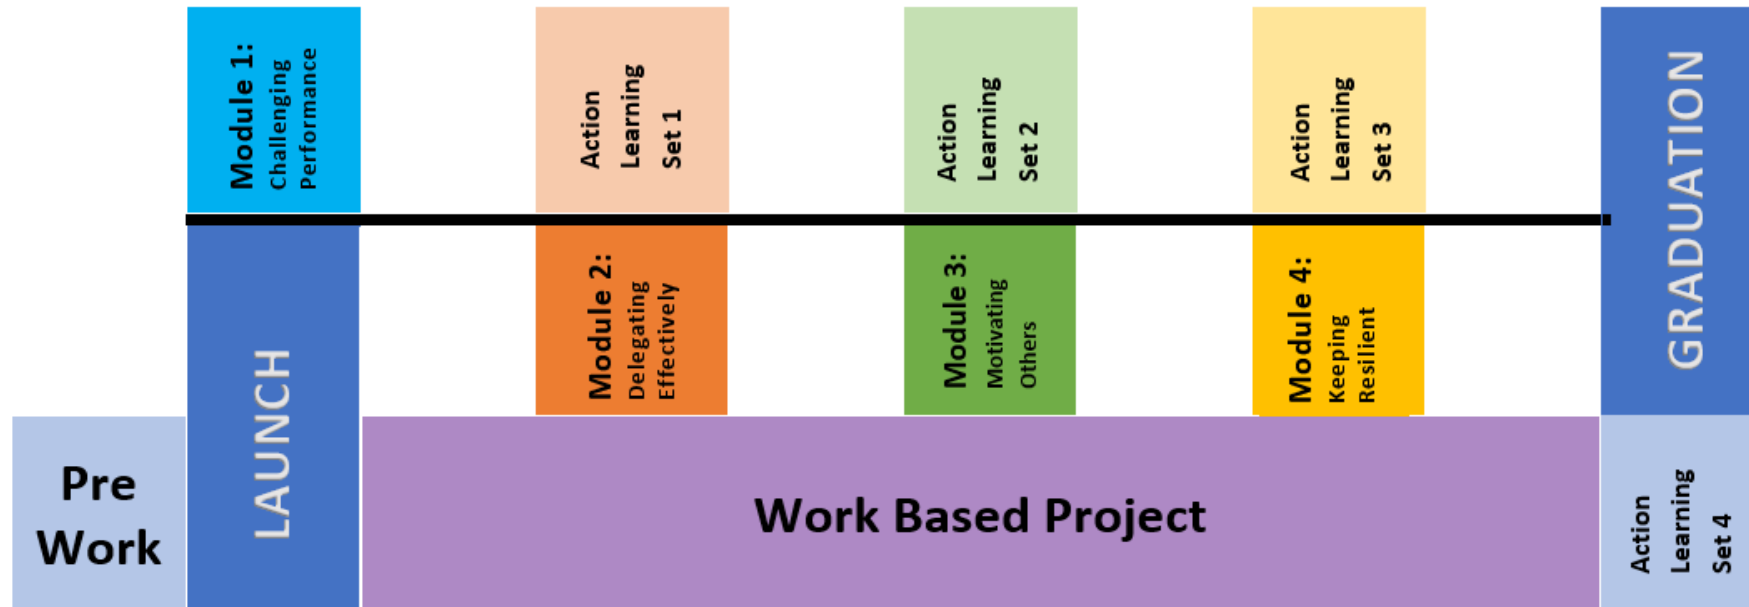 Module 1:
Challenging
Performance
Action
Learning
Set 1
Action
Learning
Set 2
Action
Learning
Set 3
GRADUATION
LAUNCH
Module 2:
Delegating
Effectively
Module 3:
Motivating
Others
Module 4:
Keeping
Resilient
Pre
Work
Work Based Project
Action
Learning
Set 4